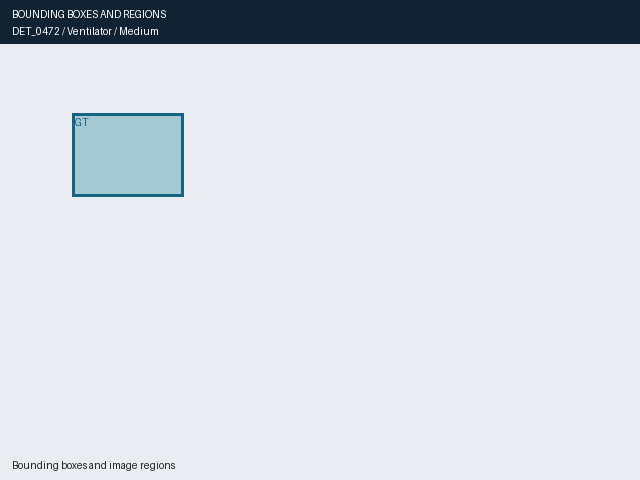 BOUNDING BOXES AND REGIONS
DET_0472 / Ventilator / Medium
GT
Bounding boxes and image regions